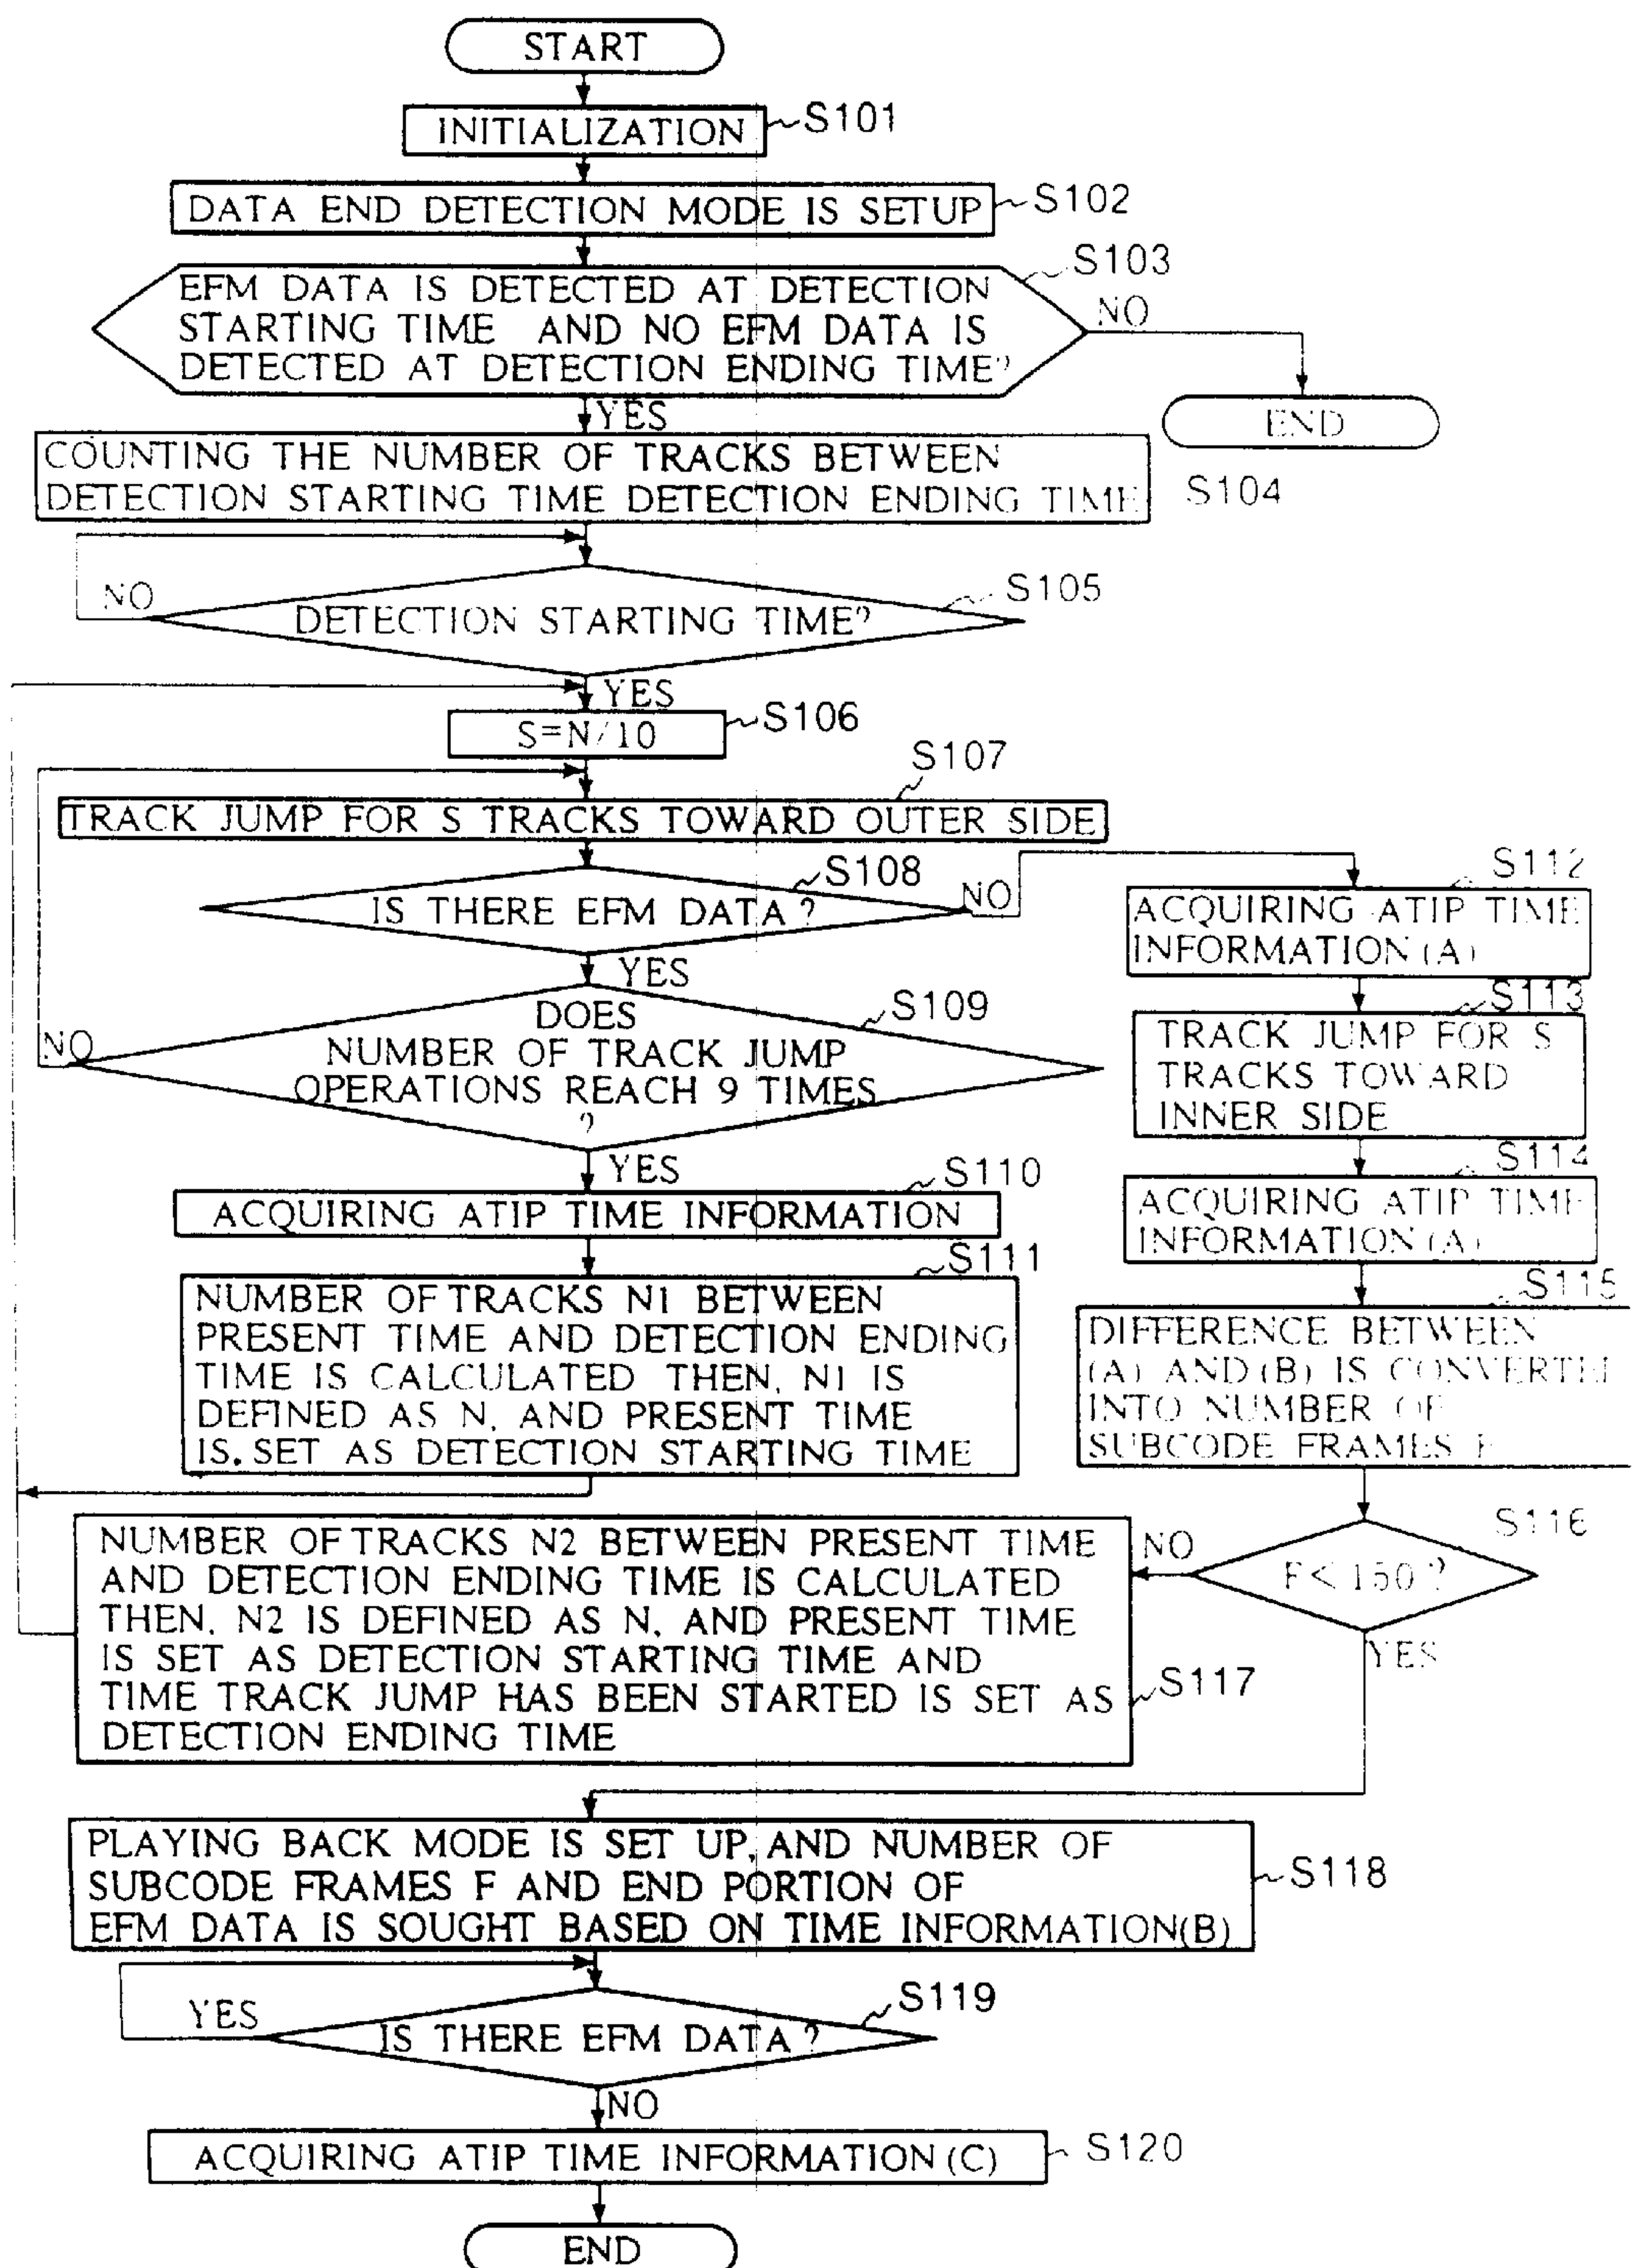 START
INITIALIZATION
S101
DATA END DETECTION MODE IS SETUP
S102
S103
EFM DATA IS DETECTED AT DETECTION
STARTING TIME AND NO EFM DATA IS
DETECTED AT DETECTION ENDING TIME?
NO
YES
END
COUNTING THE NUMBER OF TRACKS BETWEEN
DETECTION STARTING TIME DETECTION ENDING TIME
S104
NO
S105
DETECTION STARTING TIME?
YES
S=N/10
S106
S107
TRACK JUMP FOR S TRACKS TOWARD OUTER SIDE
S108
IS THERE EFM DATA?
NO
YES
S109
DOES
NUMBER OF TRACK JUMP
OPERATIONS REACH 9 TIMES
?
NO
YES
S110
ACQUIRING ATIP TIME INFORMATION
S111
NUMBER OF TRACKS N1 BETWEEN
PRESENT TIME AND DETECTION ENDING
TIME IS CALCULATED THEN, N1 IS
DEFINED AS N, AND PRESENT TIME
IS. SET AS DETECTION STARTING TIME
S112
ACQUIRING ATIP TIME
INFORMATION (A)
S113
TRACK JUMP FOR S
TRACKS TOWARD
INNER SIDE
S114
ACQUIRING ATIP TIME
INFORMATION (A)
S115
DIFFERENCE BETWEEN
(A) AND (B) IS CONVERTED
INTO NUMBER OF
SUBCODE FRAMES F
S116
F< 150 ?
NO
YES
NUMBER OF TRACKS N2 BETWEEN PRESENT TIME
AND DETECTION ENDING TIME IS CALCULATED
THEN, N2 IS DEFINED AS N, AND PRESENT TIME
IS SET AS DETECTION STARTING TIME AND
TIME TRACK JUMP HAS BEEN STARTED IS SET AS
DETECTION ENDING TIME
S117
PLAYING BACK MODE IS SET UP, AND NUMBER OF
SUBCODE FRAMES F AND END PORTION OF
EFM DATA IS SOUGHT BASED ON TIME INFORMATION(B)
S118
YES
S119
IS THERE EFM DATA?
NO
ACQUIRING ATIP TIME INFORMATION (C)
S120
END